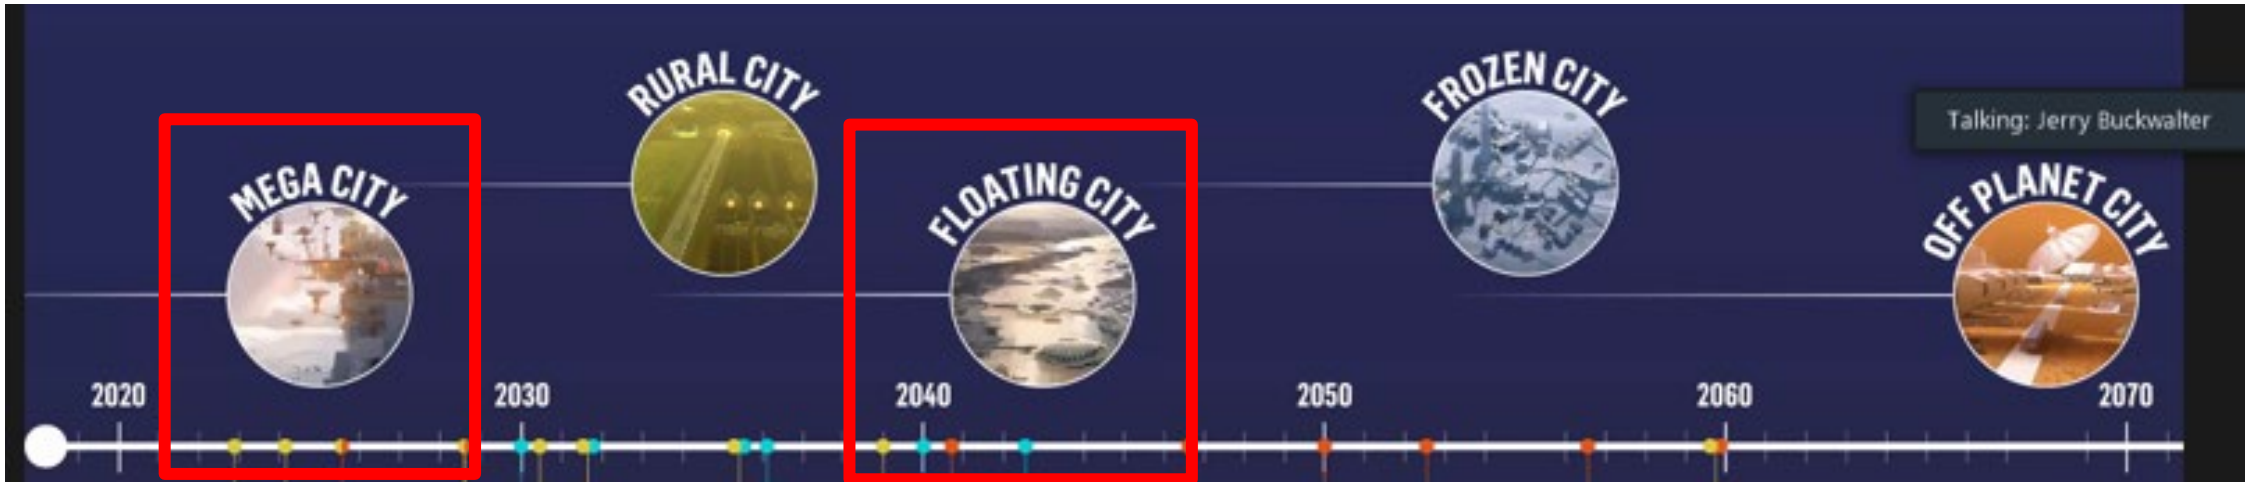 RURAL CITY
FROZEN CITY
Talking: Jerry Buckwalter
MEGA CITY
FLOATING CITY
OFF PLANET CITY
2020
2030
2040
2050
2060
2070